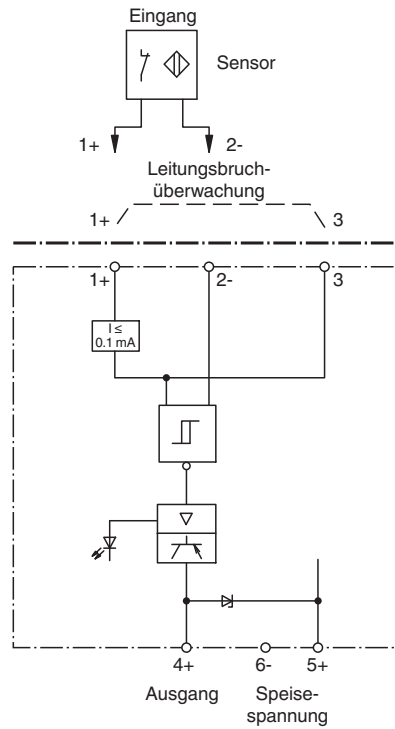 Eingang
Sensor
1+ 2-
Leitungsbruch-
überwachung
1+ 3
1+ 2- 3
I ≤
0.1 mA
4+ 6- 5+
Ausgang Speise-
spannung